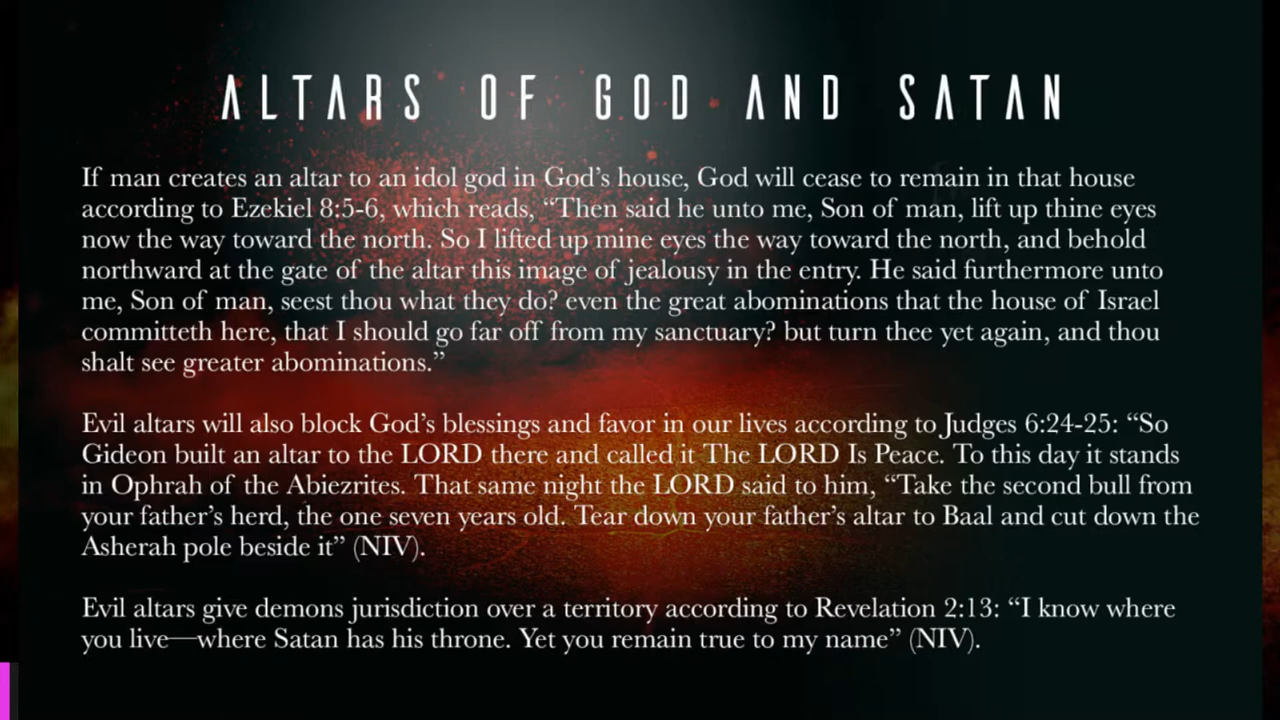 ALTARS OF GOD AND SATAN
If man creates an altar to an idol god in God’s house, God will cease to remain in that house
according to Ezekiel 8:5-6, which reads, “Then said he unto me, Son of man, lift up thine eyes
now the way toward the north. So I lifted up mine eyes the way toward the north, and behold
northward at the gate of the altar this image of jealousy in the entry. He said furthermore unto
me, Son of man, seest thou what they do? even the great abominations that the house of Israel
committeth here, that I should go far off from my sanctuary? but turn thee yet again, and thou
shalt see greater abominations.”
Evil altars will also block God’s blessings and favor in our lives according to Judges 6:24-25: “So
Gideon built an altar to the LORD there and called it The LORD Is Peace. To this day it stands
in Ophrah of the Abiezrites. That same night the LORD said to him, “Take the second bull from
your father’s herd, the one seven years old. Tear down your father’s altar to Baal and cut down the
Asherah pole beside it” (NIV).
Evil altars give demons jurisdiction over a territory according to Revelation 2:13: “I know where
you live—where Satan has his throne. Yet you remain true to my name” (NIV).